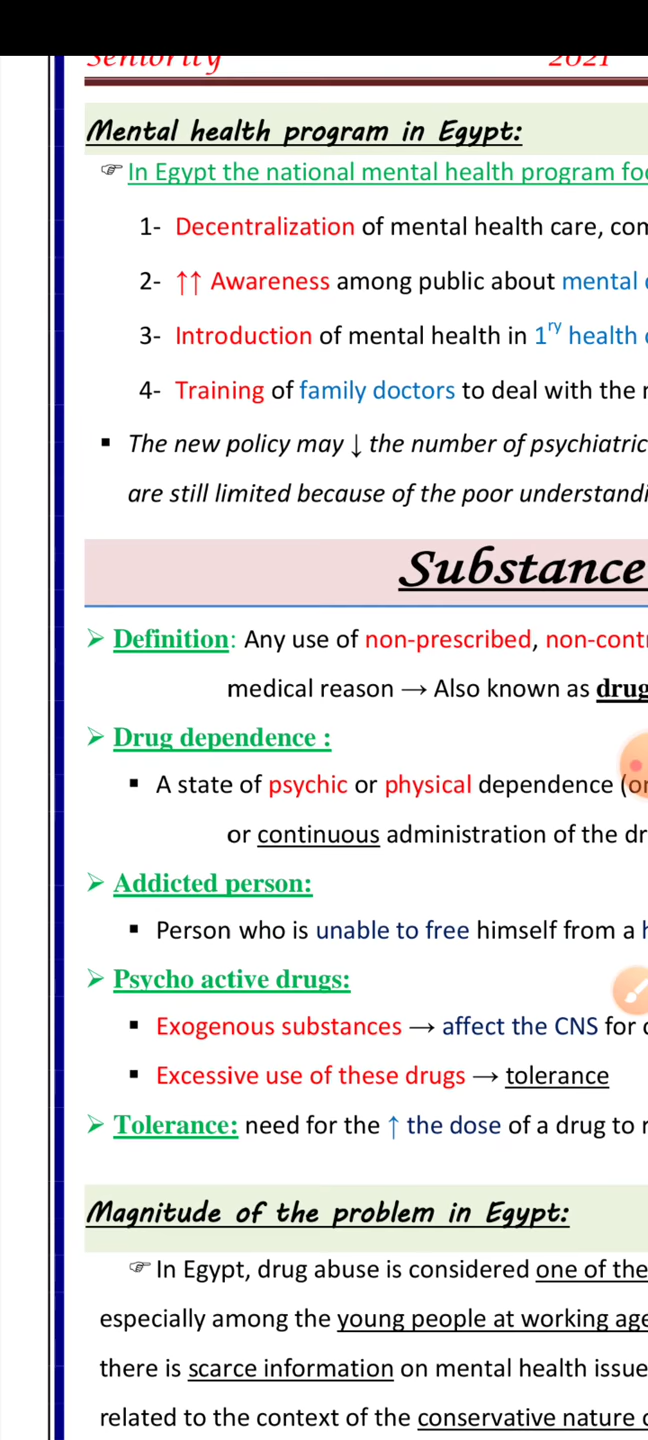 Seniority 2021
Mental health program in Egypt:
☞ In Egypt the national mental health program
1- Decentralization of mental health care,
2- ↑↑ Awareness among public about mental
3- Introduction of mental health in 1ry health
4- Training of family doctors to deal with the
▪ The new policy may ↓ the number of psychiatric
are still limited because of the poor
Substance
➢ Definition: Any use of non-prescribed,
medical reason → Also known as drug
➢ Drug dependence :
▪ A state of psychic or physical dependence (or
or continuous administration of the
➢ Addicted person:
▪ Person who is unable to free himself from a
➢ Psycho active drugs:
▪ Exogenous substances → affect the CNS for
▪ Excessive use of these drugs → tolerance
➢ Tolerance: need for the ↑ the dose of a drug to
Magnitude of the problem in Egypt:
☞ In Egypt, drug abuse is considered one of the
especially among the young people at working age
there is scarce information on mental health issue
related to the context of the conservative nature